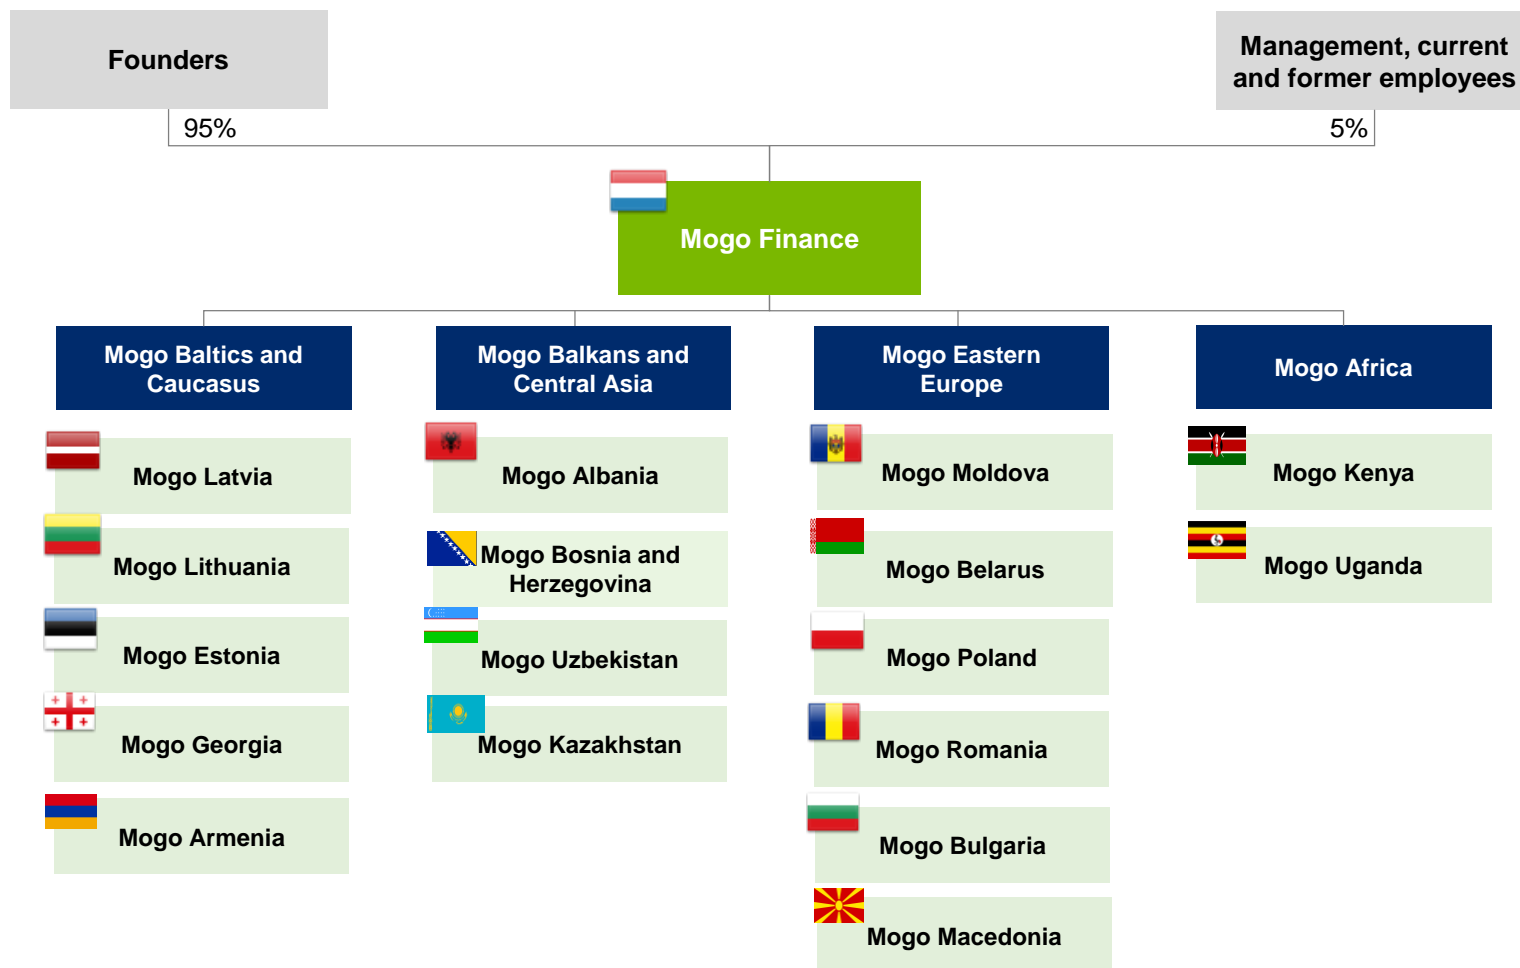 Founders
Management, current
and former employees
95%
5%
Mogo Finance
Mogo Baltics and
Caucasus
Mogo Balkans and
Central Asia
Mogo Eastern
Europe
Mogo Africa
Mogo Latvia
Mogo Lithuania
Mogo Estonia
Mogo Georgia
Mogo Armenia
Mogo Albania
Mogo Bosnia and
Herzegovina
Mogo Uzbekistan
Mogo Kazakhstan
Mogo Moldova
Mogo Belarus
Mogo Poland
Mogo Romania
Mogo Bulgaria
Mogo Macedonia
Mogo Kenya
Mogo Uganda